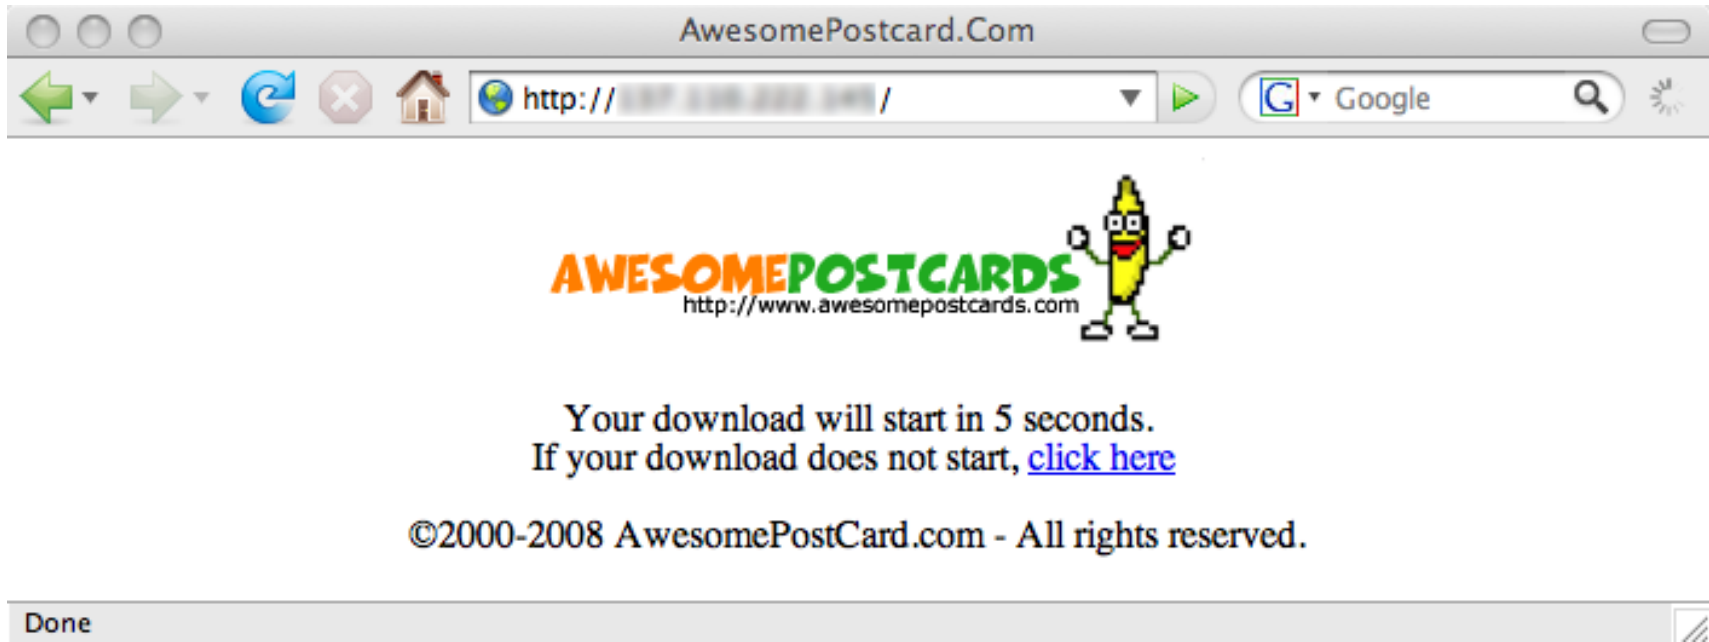 AwesomePostcard.Com
http:// /
Google
AWESOMEPOSTCARDS
http://www.awesomepostcards.com
Your download will start in 5 seconds.
If your download does not start, click here
©2000-2008 AwesomePostCard.com - All rights reserved.
Done